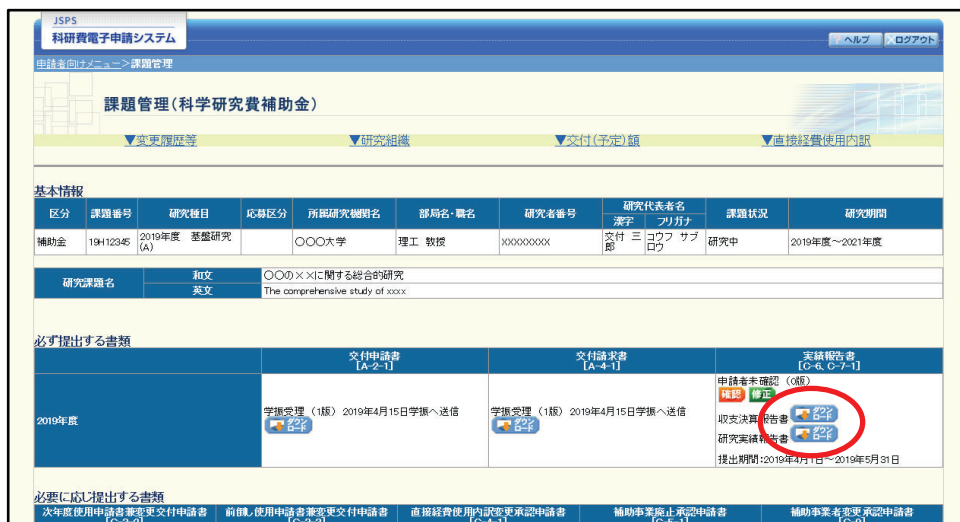 JSPS
科研費電子申請システム
? ヘルプ
×ログアウト
申請者向けメニュー>課題管理
課題管理(科学研究費補助金)
▼変更履歴等
▼研究組織
▼交付(予定)額
▼直接経費使用内訳
基本情報
区分 課題番号 研究種目 応募区分 所属研究機関名 部局名・職名 研究者番号 研究代表者名 課題状況 研究期間
漢字 フリガナ
補助金 19H12345 2019年度 基盤研究(A) 〇〇〇大学 理工 教授 XXXXXXXX 交付 三郎 コウフ サブロウ 研究中 2019年度~2021年度
研究課題名
和文 〇〇の××に関する総合的研究
英文 The comprehensive study of xxxx
必ず提出する書類
交付申請書 [A-2-1]
交付請求書 [A-4-1]
実績報告書 [C-6、C-7-1]
2019年度
学振受理 (1版) 2019年4月15日学振へ送信
ダウンロード
学振受理 (1版) 2019年4月15日学振へ送信
ダウンロード
申請者未確認 (0版)
確認 修正
収支決算報告書 ダウンロード
研究実績報告書 ダウンロード
提出期間:2019年4月1日~2019年5月31日
必要に応じ提出する書類
次年度使用申請書兼変更交付申請書
前倒し使用申請書兼変更交付申請書
直接経費使用内訳変更承認申請書
補助事業廃止承認申請書
補助事業者変更承認申請書